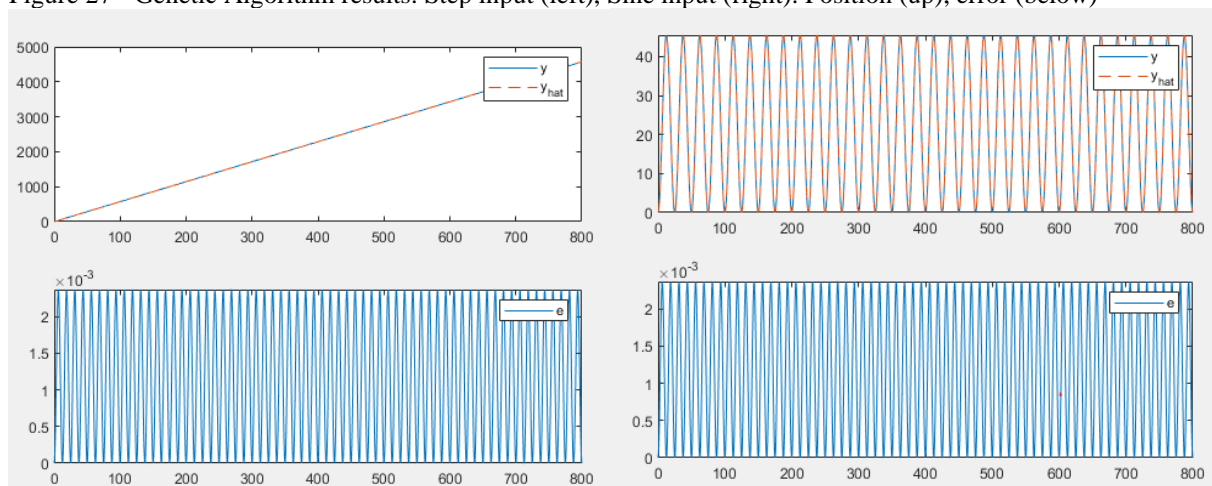 Figure 27 - Genetic Algorithm results. Step input (left), Sine input (right). Position (up), error (below)
5000
4000
3000
2000
1000
0
y
y_hat
0 100 200 300 400 500 600 700 800
40
30
20
10
0
y
y_hat
0 100 200 300 400 500 600 700 800
×10^-3
2
1.5
1
0.5
0
e
0 100 200 300 400 500 600 700 800
×10^-3
2
1.5
1
0.5
0
e
0 100 200 300 400 500 600 700 800